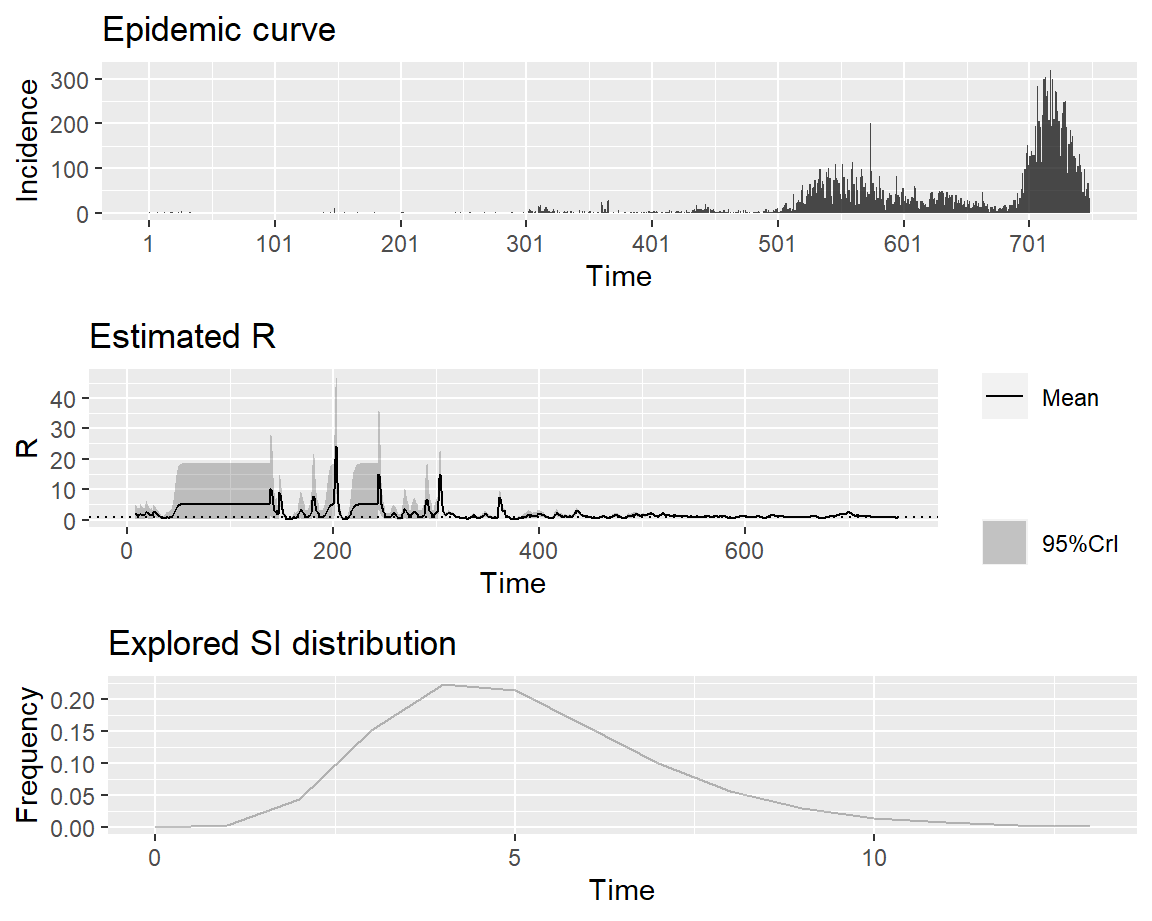 Epidemic curve
300
200
100
0
Incidence
1 101 201 301 401 501 601 701
Time
Estimated R
40
30
20
10
0
R
0 200 400 600
Time
Mean
95%CrI
Explored SI distribution
0.20
0.15
0.10
0.05
0.00
Frequency
0 5 10
Time